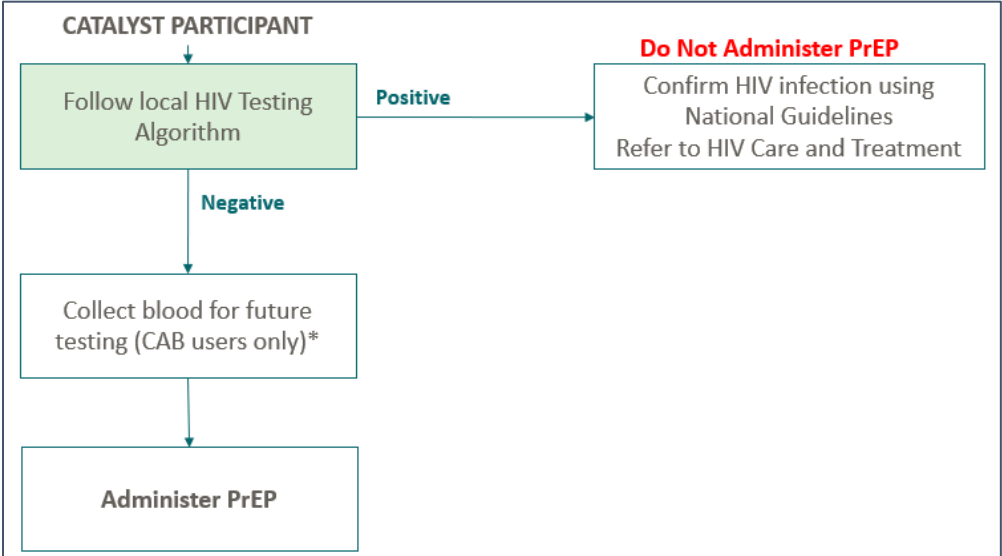 CATALYST PARTICIPANT
Do Not Administer PrEP
Follow local HIV Testing
Algorithm
Positive
Confirm HIV infection using
National Guidelines
Refer to HIV Care and Treatment
Negative
Collect blood for future
testing (CAB users only)*
Administer PrEP